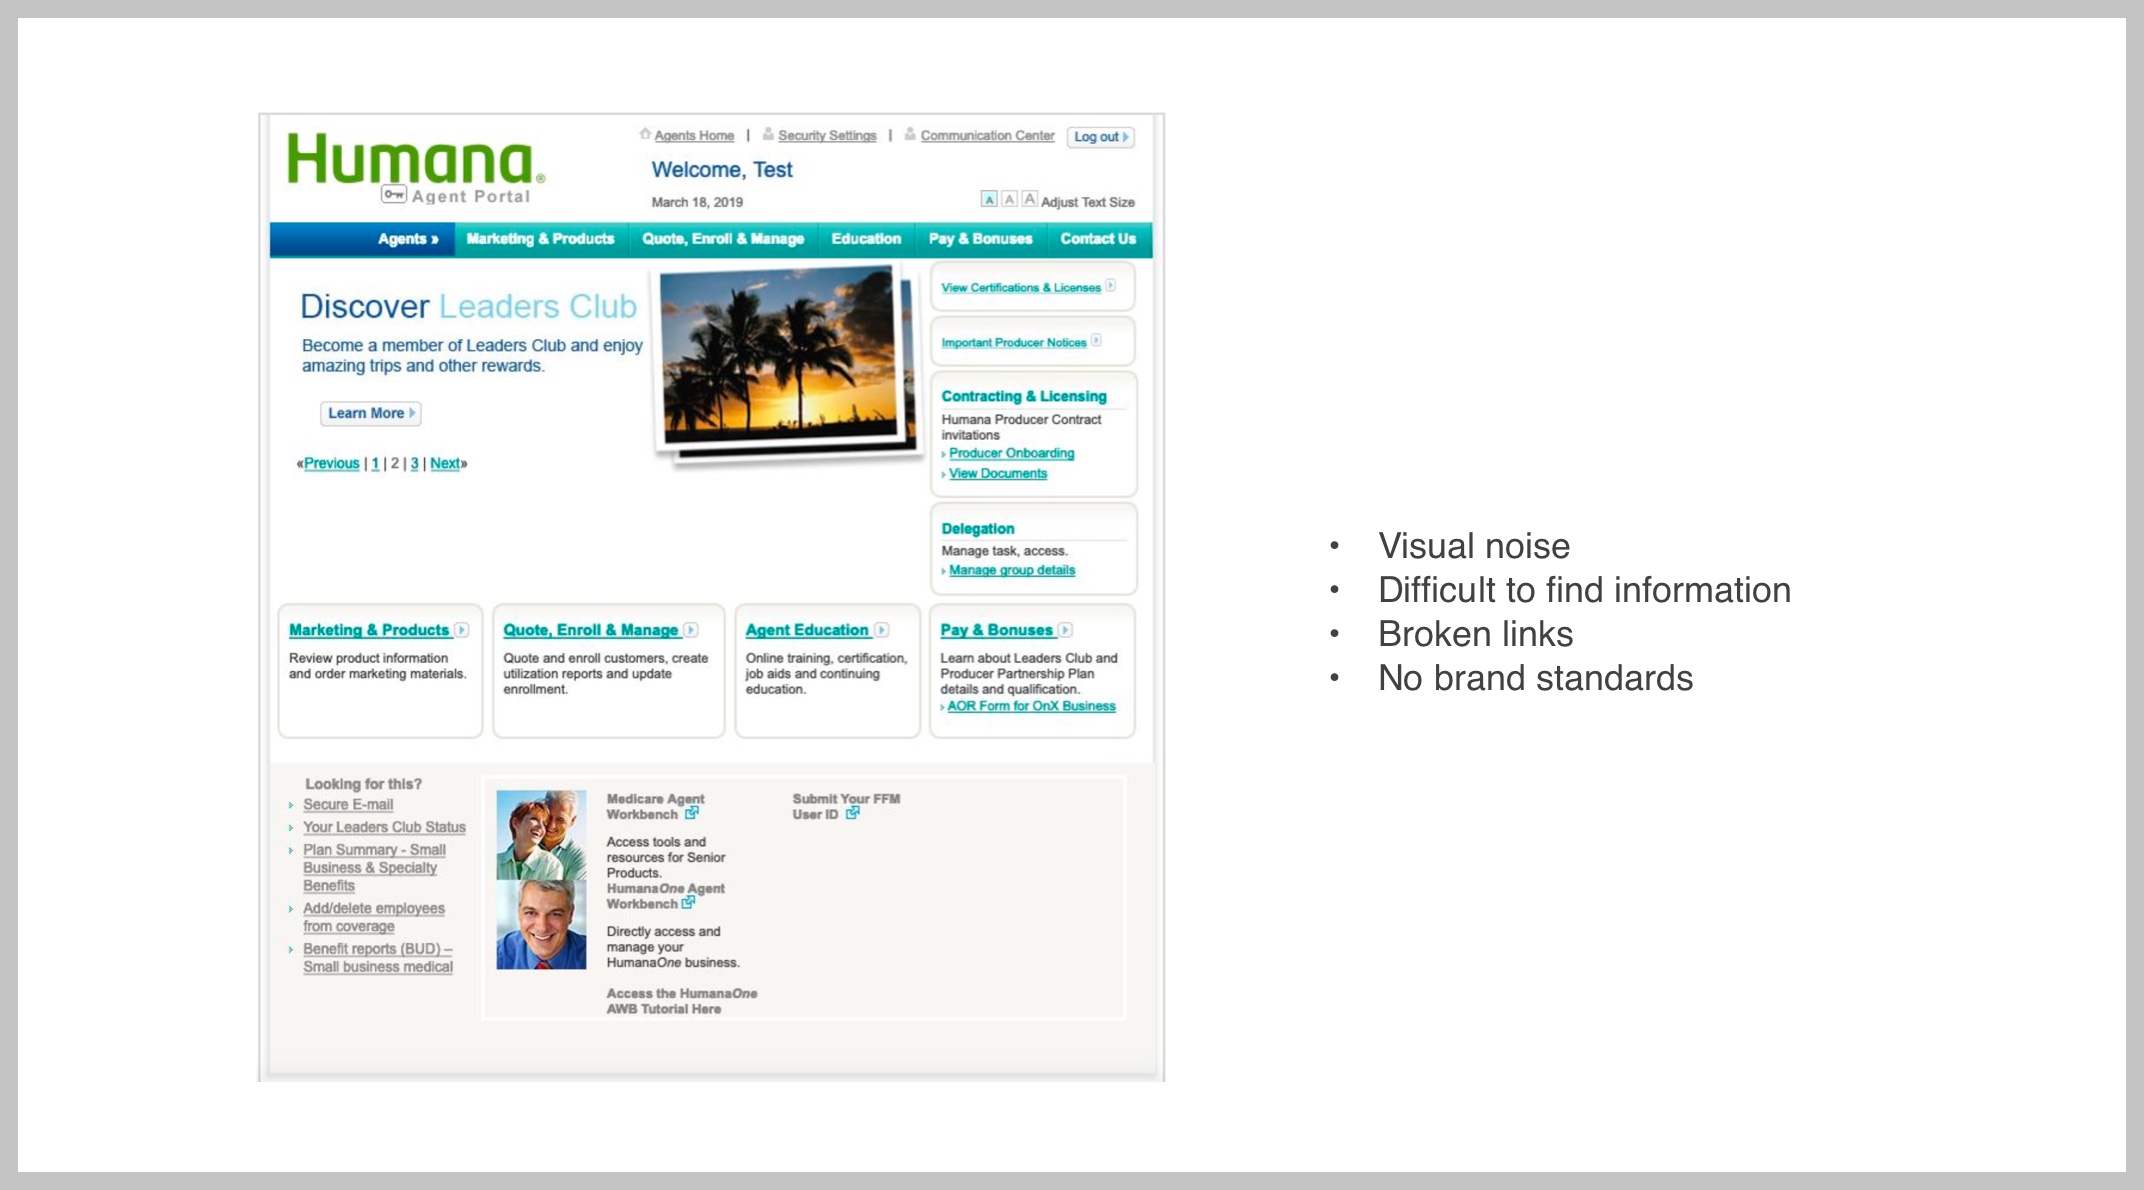 Humana®
Agent Portal
Agents Home | Security Settings | Communication Center Log out
Welcome, Test
March 18, 2019
A A A Adjust Text Size
Agents » Marketing & Products Quote, Enroll & Manage Education Pay & Bonuses Contact Us
Discover Leaders Club
Become a member of Leaders Club and enjoy
amazing trips and other rewards.
Learn More
«Previous | 1 | 2 | 3 | Next»
View Certifications & Licenses
Important Producer Notices
Contracting & Licensing
Humana Producer Contract
invitations
Producer Onboarding
View Documents
Delegation
Manage task, access.
Manage group details
Marketing & Products
Review product information
and order marketing materials.
Quote, Enroll & Manage
Quote and enroll customers, create
utilization reports and update
enrollment.
Agent Education
Online training, certification,
job aids and continuing
education.
Pay & Bonuses
Learn about Leaders Club and
Producer Partnership Plan
details and qualification.
AOR Form for OnX Business
Looking for this?
Secure E-mail
Your Leaders Club Status
Plan Summary - Small
Business & Specialty
Benefits
Add/delete employees
from coverage
Benefit reports (BUD) –
Small business medical
Medicare Agent
Workbench
Access tools and
resources for Senior
Products.
HumanaOne Agent
Workbench
Directly access and
manage your
HumanaOne business.
Access the HumanaOne
AWB Tutorial Here
Submit Your FFM
User ID
• Visual noise
• Difficult to find information
• Broken links
• No brand standards